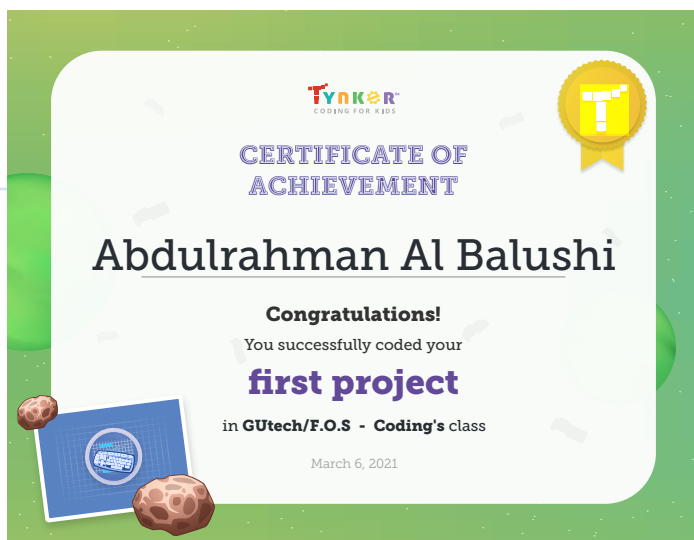 TYNKER™
CODING FOR KIDS
CERTIFICATE OF
ACHIEVEMENT
Abdulrahman Al Balushi
Congratulations!
You successfully coded your
first project
in GUtech/F.O.S - Coding's class
March 6, 2021